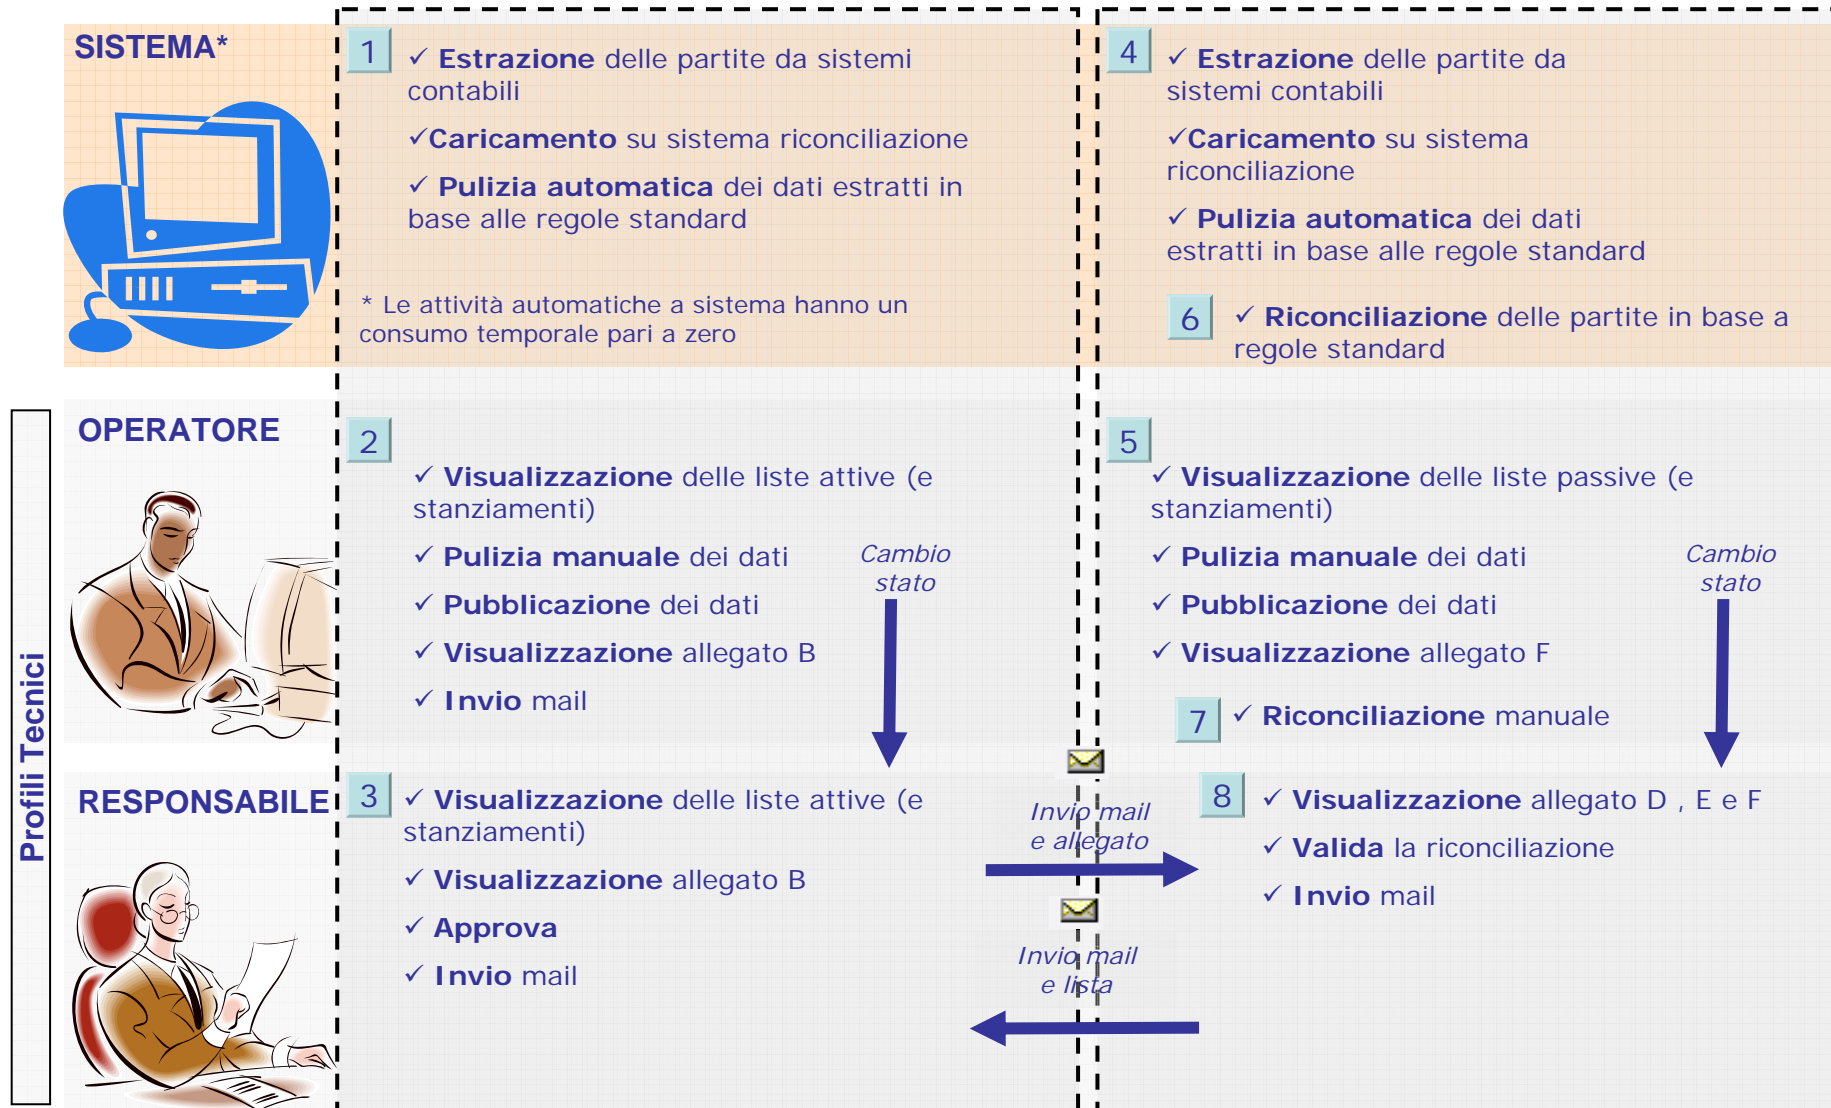 SISTEMA*
1
✓ Estrazione delle partite da sistemi
contabili
✓Caricamento su sistema riconciliazione
✓ Pulizia automatica dei dati estratti in
base alle regole standard
* Le attività automatiche a sistema hanno un
consumo temporale pari a zero
4
✓ Estrazione delle partite da
sistemi contabili
✓Caricamento su sistema
riconciliazione
✓ Pulizia automatica dei dati
estratti in base alle regole standard
6
✓ Riconciliazione delle partite in base a
regole standard
Profili Tecnici
OPERATORE
2
✓ Visualizzazione delle liste attive (e
stanziamenti)
✓ Pulizia manuale dei dati
✓ Pubblicazione dei dati
✓ Visualizzazione allegato B
✓ Invio mail
Cambio
stato
5
✓ Visualizzazione delle liste passive (e
stanziamenti)
✓ Pulizia manuale dei dati
✓ Pubblicazione dei dati
✓ Visualizzazione allegato F
7
✓ Riconciliazione manuale
Cambio
stato
RESPONSABILE
3
✓ Visualizzazione delle liste attive (e
stanziamenti)
✓ Visualizzazione allegato B
✓ Approva
✓ Invio mail
Invio mail
e allegato
Invio mail
e lista
8
✓ Visualizzazione allegato D , E e F
✓ Valida la riconciliazione
✓ Invio mail